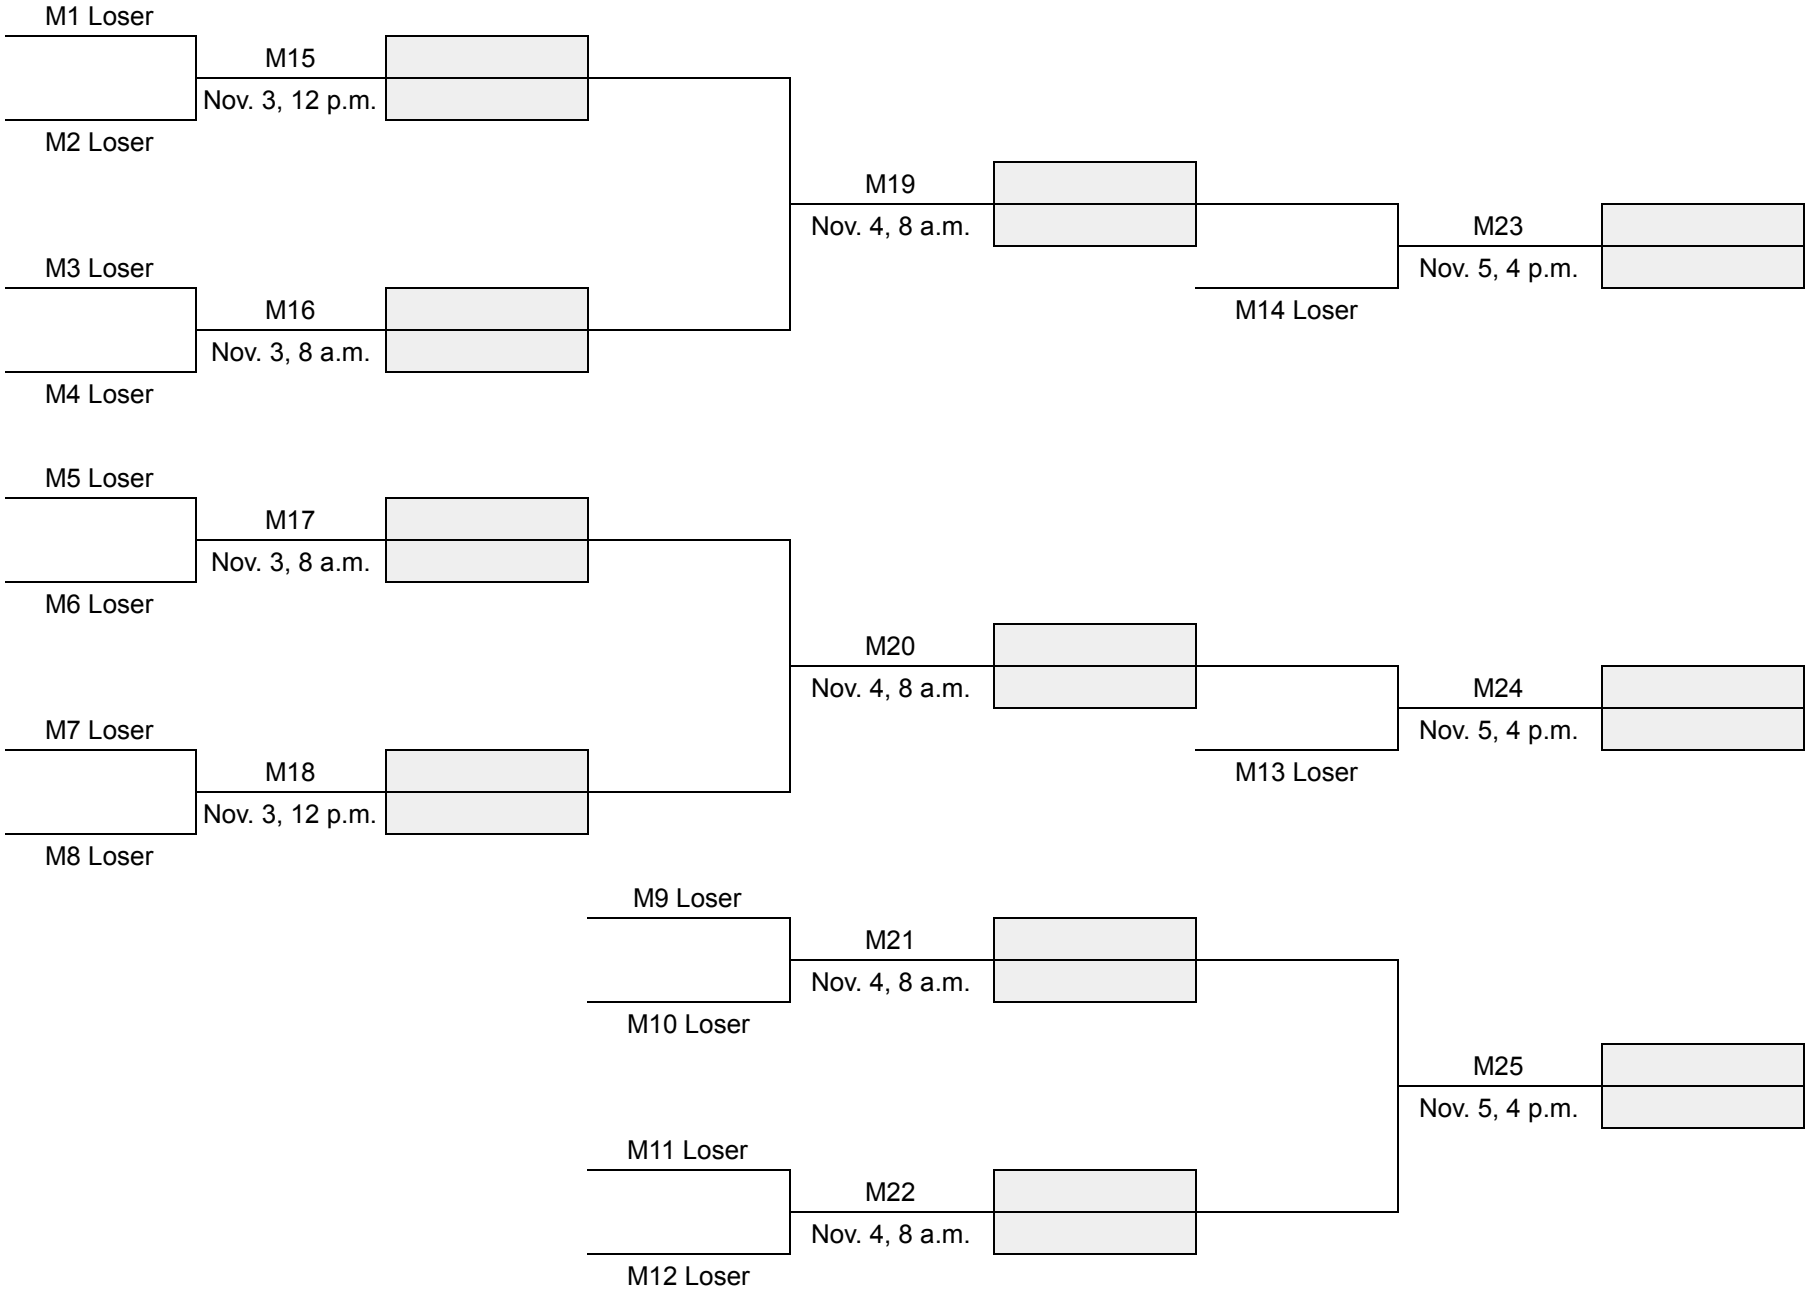 M1 Loser
M15
Nov. 3, 12 p.m.
M2 Loser
M19
Nov. 4, 8 a.m.
M23
Nov. 5, 4 p.m.
M3 Loser
M16
Nov. 3, 8 a.m.
M14 Loser
M4 Loser
M5 Loser
M17
Nov. 3, 8 a.m.
M6 Loser
M20
Nov. 4, 8 a.m.
M24
Nov. 5, 4 p.m.
M7 Loser
M18
Nov. 3, 12 p.m.
M13 Loser
M8 Loser
M9 Loser
M21
Nov. 4, 8 a.m.
M10 Loser
M25
Nov. 5, 4 p.m.
M11 Loser
M22
Nov. 4, 8 a.m.
M12 Loser